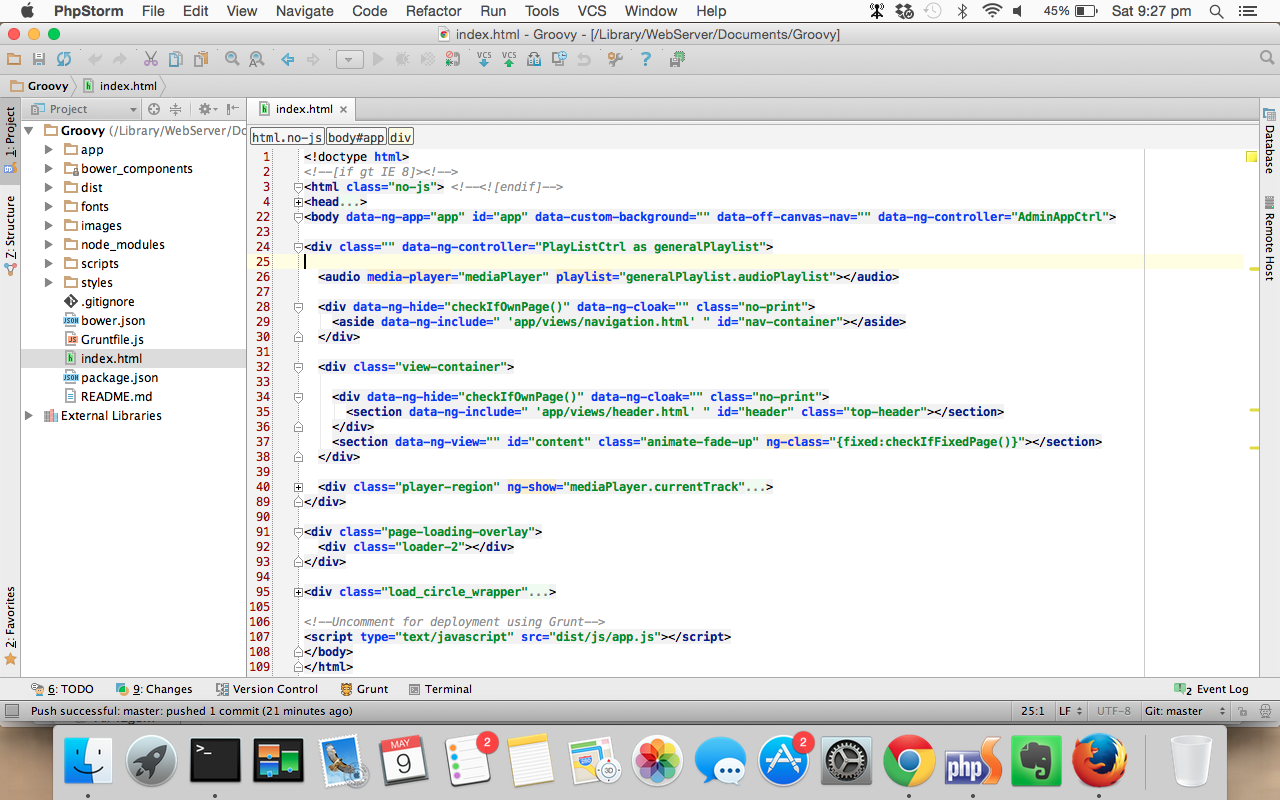 PhpStorm File Edit View Navigate Code Refactor Run Tools VCS Window Help 45% Sat 9:27 pm
index.html - Groovy - [/Library/WebServer/Documents/Groovy]
VCS VCS
Groovy index.html
Project
index.html
1: Project
Z: Structure
2: Favorites
Groovy (/Library/WebServer/Do
app
bower_components
dist
fonts
images
node_modules
scripts
styles
.gitignore
bower.json
Gruntfile.js
index.html
package.json
README.md
External Libraries
html.no-js body#app div
1 <!doctype html>
2 <!--[if gt IE 8]><!-->
3 <html class="no-js"> <!--<![endif]-->
4 <head...>
22 <body data-ng-app="app" id="app" data-custom-background="" data-off-canvas-nav="" data-ng-controller="AdminAppCtrl">
23
24 <div class="" data-ng-controller="PlayListCtrl as generalPlaylist">
25
26 <audio media-player="mediaPlayer" playlist="generalPlaylist.audioPlaylist"></audio>
27
28 <div data-ng-hide="checkIfOwnPage()" data-ng-cloak="" class="no-print">
29 <aside data-ng-include=" 'app/views/navigation.html' " id="nav-container"></aside>
30 </div>
31
32 <div class="view-container">
33
34 <div data-ng-hide="checkIfOwnPage()" data-ng-cloak="" class="no-print">
35 <section data-ng-include=" 'app/views/header.html' " id="header" class="top-header"></section>
36 </div>
37 <section data-ng-view="" id="content" class="animate-fade-up" ng-class="{fixed:checkIfFixedPage()}"></section>
38 </div>
39
40 <div class="player-region" ng-show="mediaPlayer.currentTrack"...>
89 </div>
90
91 <div class="page-loading-overlay">
92 <div class="loader-2"></div>
93 </div>
94
95 <div class="load_circle_wrapper"...>
105
106 <!--Uncomment for deployment using Grunt-->
107 <script type="text/javascript" src="dist/js/app.js"></script>
108 </body>
109 </html>
Database
Remote Host
6: TODO 9: Changes Version Control Grunt Terminal 2 Event Log
Push successful: master: pushed 1 commit (21 minutes ago) 25:1 LF UTF-8 Git: master
>_
MAY
9
2
3D
2
php